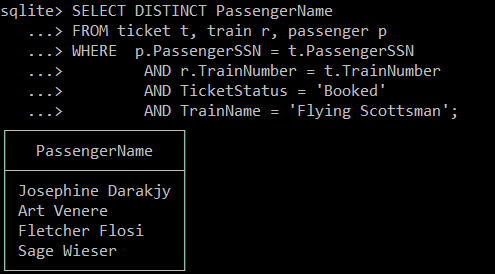 sqlite> SELECT DISTINCT PassengerName
...> FROM ticket t, train r, passenger p
...> WHERE  p.PassengerSSN = t.PassengerSSN
...>        AND r.TrainNumber = t.TrainNumber
...>        AND TicketStatus = 'Booked'
...>        AND TrainName = 'Flying Scottsman';
PassengerName
Josephine Darakjy
Art Venere
Fletcher Flosi
Sage Wieser